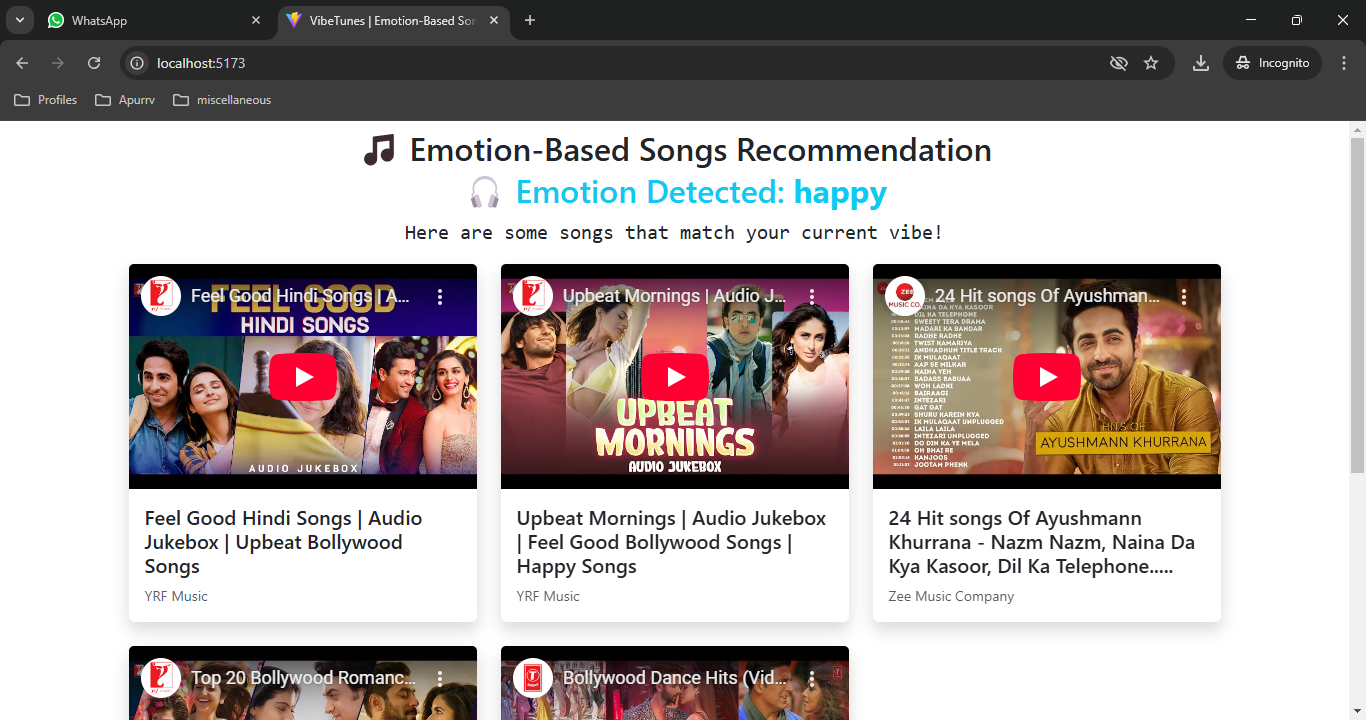 WhatsApp
VibeTunes | Emotion-Based Son
localhost:5173
Incognito
Profiles
Apurrv
miscellaneous
Emotion-Based Songs Recommendation
Emotion Detected: happy
Here are some songs that match your current vibe!
Feel Good Hindi Songs | A...
FEEL GOOD
HINDI SONGS
AUDIO JUKEBOX
Feel Good Hindi Songs | Audio
Jukebox | Upbeat Bollywood
Songs
YRF Music
Upbeat Mornings | Audio J...
UPBEAT
MORNINGS
AUDIO JUKEBOX
Upbeat Mornings | Audio Jukebox
| Feel Good Bollywood Songs |
Happy Songs
YRF Music
ZEE
MUSIC CO.
24 Hit songs Of Ayushman...
DIL KA TELEPHONE
SWEETY TERA DRAMA
MADARI KA BANDAR
RADHE RADHE
TWIST KAMARIYA
ANDHADHUN TITLE TRACK
IK MULAQAAT
AAP SE MILKAR
NAINA YEH
BADASS BABUAA
WOH LADKI
BAIRAAGI
INTEZARI
GAT GAT
SHURU KAREIN KYA
IK MULAQAAT UNPLUGGED
LAILA LAILA
INTEZARI UNPLUGGED
DO DIN KA YE MELA
OH BHAI RE
KANJOOS
JOOTAM PHENK
HITS OF
AYUSHMANN KHURRANA
24 Hit songs Of Ayushmann
Khurrana - Nazm Nazm, Naina Da
Kya Kasoor, Dil Ka Telephone.....
Zee Music Company
Top 20 Bollywood Romanc...
Bollywood Dance Hits (Vid...